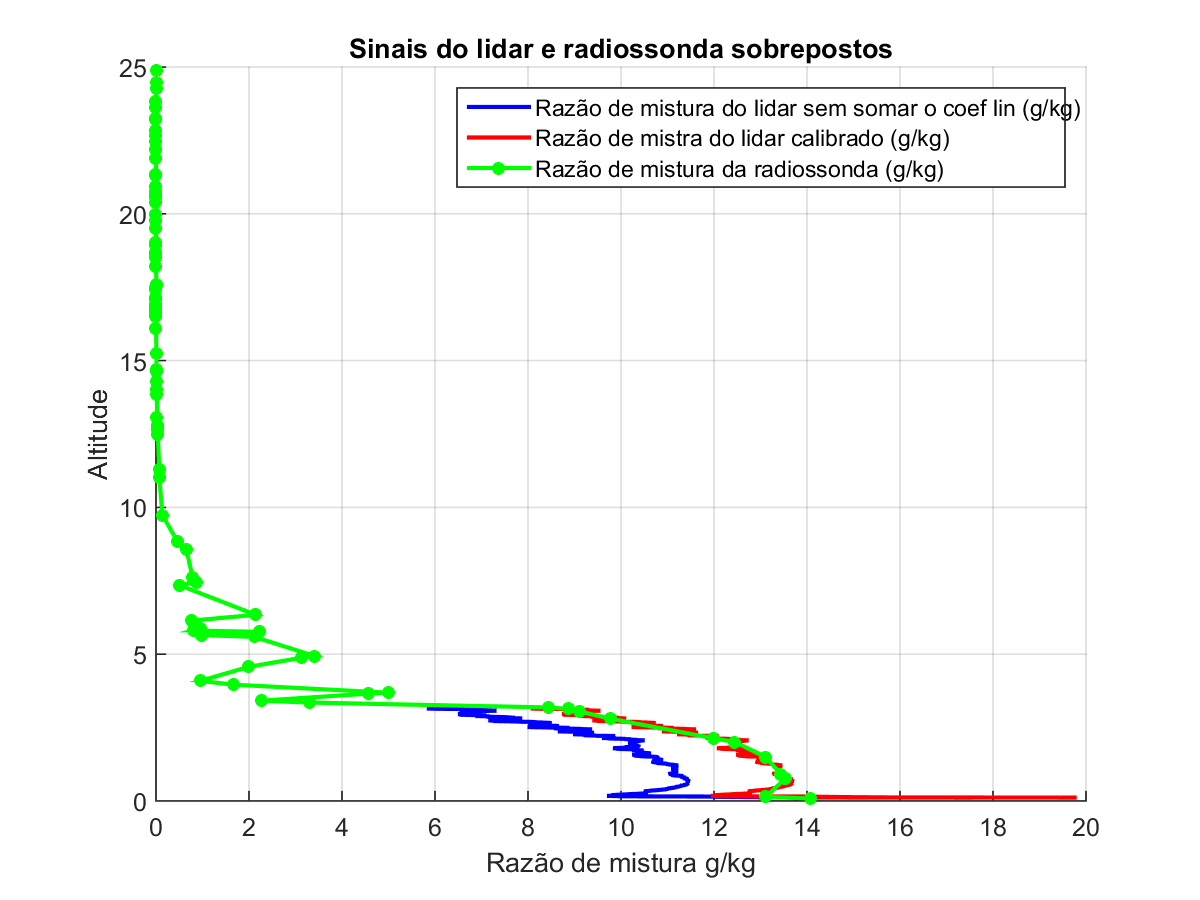 Sinais do lidar e radiossonda sobrepostos
Razão de mistura do lidar sem somar o coef lin (g/kg)
Razão de mistra do lidar calibrado (g/kg)
Razão de mistura da radiossonda (g/kg)
25
20
15
10
5
0
Altitude
0 2 4 6 8 10 12 14 16 18 20
Razão de mistura g/kg